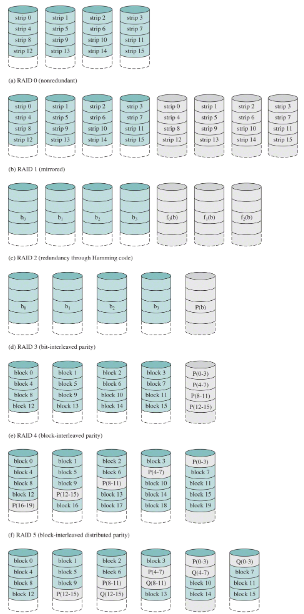 strip 0 strip 1 strip 2 strip 3
strip 4 strip 5 strip 6 strip 7
strip 8 strip 9 strip 10 strip 11
strip 12 strip 13 strip 14 strip 15
(a) RAID 0 (nonredundant)
strip 0 strip 1 strip 2 strip 3 strip 0 strip 1 strip 2 strip 3
strip 4 strip 5 strip 6 strip 7 strip 4 strip 5 strip 6 strip 7
strip 8 strip 9 strip 10 strip 11 strip 8 strip 9 strip 10 strip 11
strip 12 strip 13 strip 14 strip 15 strip 12 strip 13 strip 14 strip 15
(b) RAID 1 (mirrored)
b0 b1 b2 b3 f0(b) f1(b) f2(b)
(c) RAID 2 (redundancy through Hamming code)
b0 b1 b2 b3 P(b)
(d) RAID 3 (bit-interleaved parity)
block 0 block 1 block 2 block 3 P(0-3)
block 4 block 5 block 6 block 7 P(4-7)
block 8 block 9 block 10 block 11 P(8-11)
block 12 block 13 block 14 block 15 P(12-15)
(e) RAID 4 (block-interleaved parity)
block 0 block 1 block 2 block 3 P(0-3)
block 4 block 5 block 6 P(4-7) block 7
block 8 block 9 P(8-11) block 10 block 11
block 12 P(12-15) block 13 block 14 block 15
P(16-19) block 16 block 17 block 18 block 19
(f) RAID 5 (block-interleaved distributed parity)
block 0 block 1 block 2 block 3 P(0-3) Q(0-3)
block 4 block 5 block 6 P(4-7) Q(4-7) block 7
block 8 block 9 P(8-11) Q(8-11) block 10 block 11
block 12 P(12-15) Q(12-15) block 13 block 14 block 15